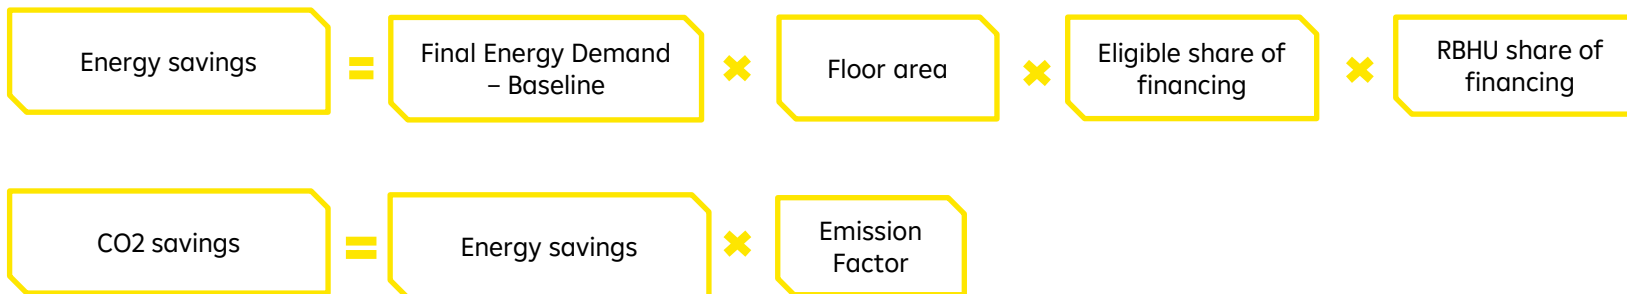 Energy savings = Final Energy Demand – Baseline × Floor area × Eligible share of financing × RBHU share of financing
CO2 savings = Energy savings × Emission Factor